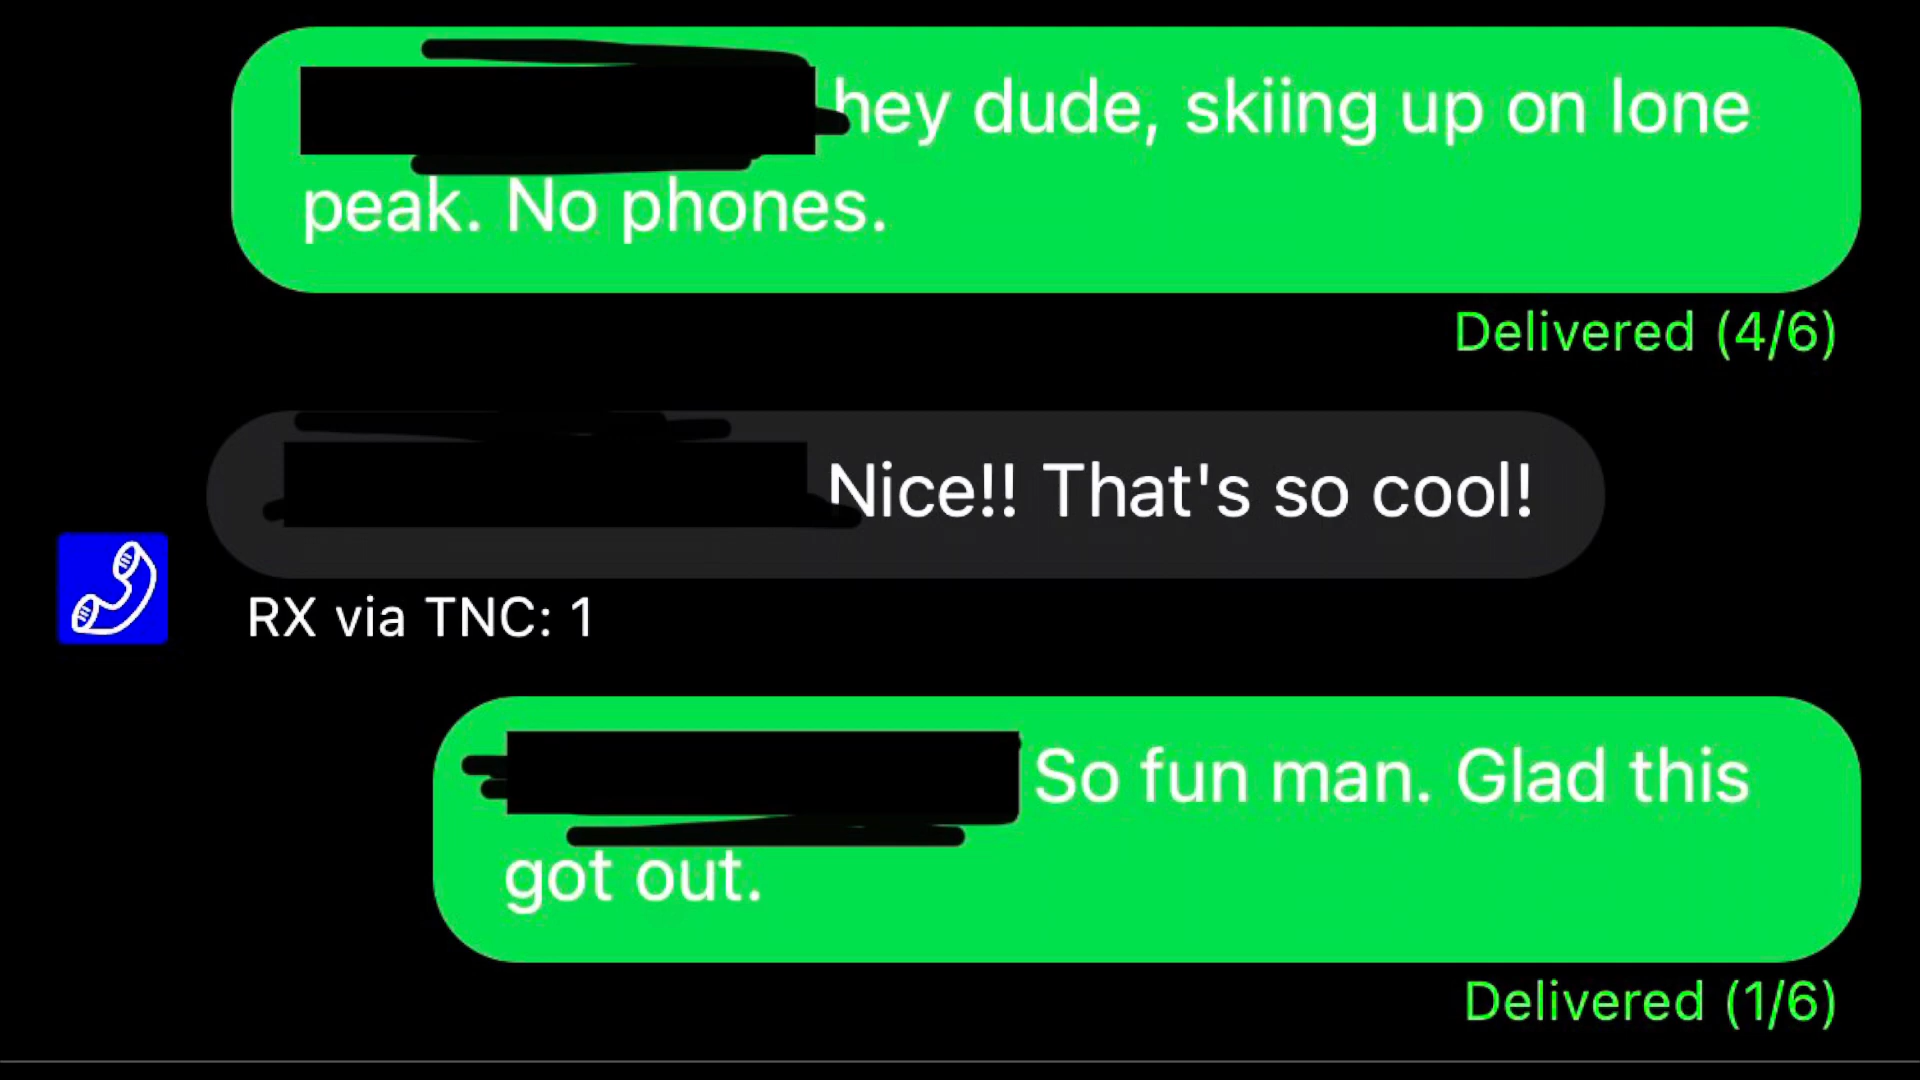 hey dude, skiing up on lone
peak. No phones.
Delivered (4/6)
Nice!! That's so cool!
RX via TNC: 1
So fun man. Glad this
got out.
Delivered (1/6)